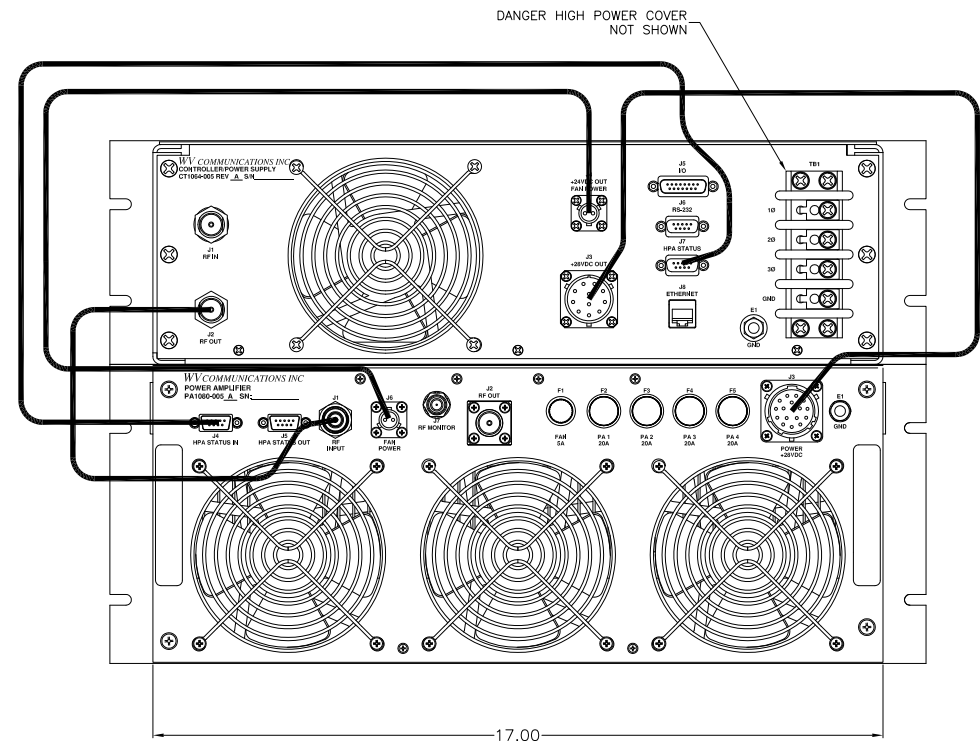 DANGER HIGH POWER COVER
NOT SHOWN
WV COMMUNICATIONS INC
CONTROLLER/POWER SUPPLY
CT1064-005 REV A S/N
J1
RF IN
J2
RF OUT
+24VDC OUT
FAN POWER
J3
+28VDC OUT
J5
I/O
J6
RS-232
J7
HPA STATUS
J8
ETHERNET
TB1
1Ø
2Ø
3Ø
GND
E1
GND
WV COMMUNICATIONS INC
POWER AMPLIFIER
PA1080-005 A SN:
J4
HPA STATUS IN
J5
HPA STATUS OUT
J1
RF
INPUT
J6
FAN
POWER
J7
RF MONITOR
J2
RF OUT
F1
FAN
5A
F2
PA 1
20A
F3
PA 2
20A
F4
PA 3
20A
F5
PA 4
20A
J3
POWER
+28VDC
E1
GND
17.00